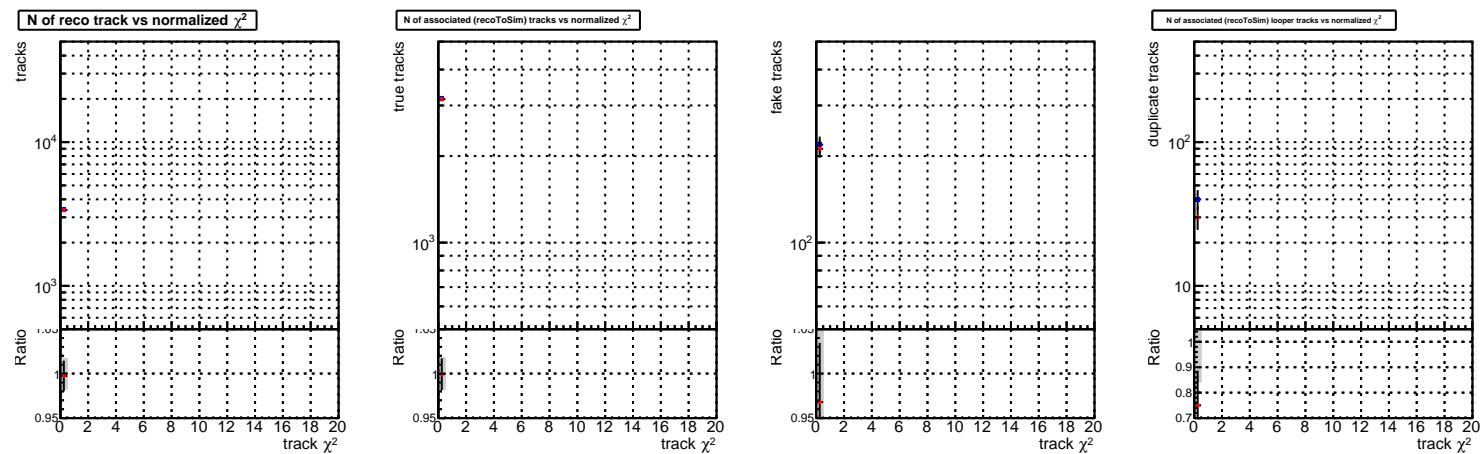 N of reco track vs normalized χ²
tracks
10⁴
10³
Ratio
1
0.95
0 2 4 6 8 10 12 14 16 18 20
track χ²
N of associated (recoToSim) tracks vs normalized χ²
true tracks
10³
Ratio
1
0.95
0 2 4 6 8 10 12 14 16 18 20
track χ²
fake tracks
10²
Ratio
1
0.95
0 2 4 6 8 10 12 14 16 18 20
track χ²
N of associated (recoToSim) looper tracks vs normalized χ²
duplicate tracks
10²
10
Ratio
1
0.9
0.8
0.7
0 2 4 6 8 10 12 14 16 18 20
track χ²